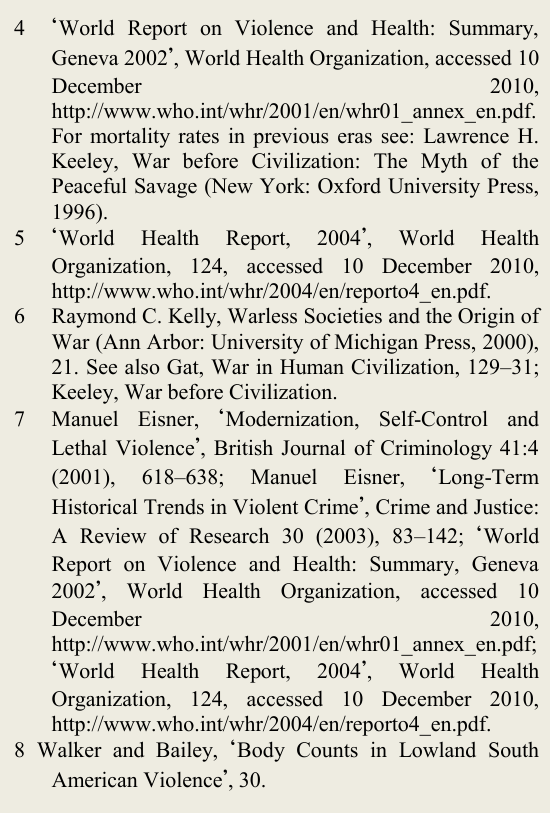 4 ‘World Report on Violence and Health: Summary,
Geneva 2002’, World Health Organization, accessed 10
December 2010,
http://www.who.int/whr/2001/en/whr01_annex_en.pdf.
For mortality rates in previous eras see: Lawrence H.
Keeley, War before Civilization: The Myth of the
Peaceful Savage (New York: Oxford University Press,
1996).
5 ‘World Health Report, 2004’, World Health
Organization, 124, accessed 10 December 2010,
http://www.who.int/whr/2004/en/reporto4_en.pdf.
6 Raymond C. Kelly, Warless Societies and the Origin of
War (Ann Arbor: University of Michigan Press, 2000),
21. See also Gat, War in Human Civilization, 129–31;
Keeley, War before Civilization.
7 Manuel Eisner, ‘Modernization, Self-Control and
Lethal Violence’, British Journal of Criminology 41:4
(2001), 618–638; Manuel Eisner, ‘Long-Term
Historical Trends in Violent Crime’, Crime and Justice:
A Review of Research 30 (2003), 83–142; ‘World
Report on Violence and Health: Summary, Geneva
2002’, World Health Organization, accessed 10
December 2010,
http://www.who.int/whr/2001/en/whr01_annex_en.pdf;
‘World Health Report, 2004’, World Health
Organization, 124, accessed 10 December 2010,
http://www.who.int/whr/2004/en/reporto4_en.pdf.
8 Walker and Bailey, ‘Body Counts in Lowland South
American Violence’, 30.